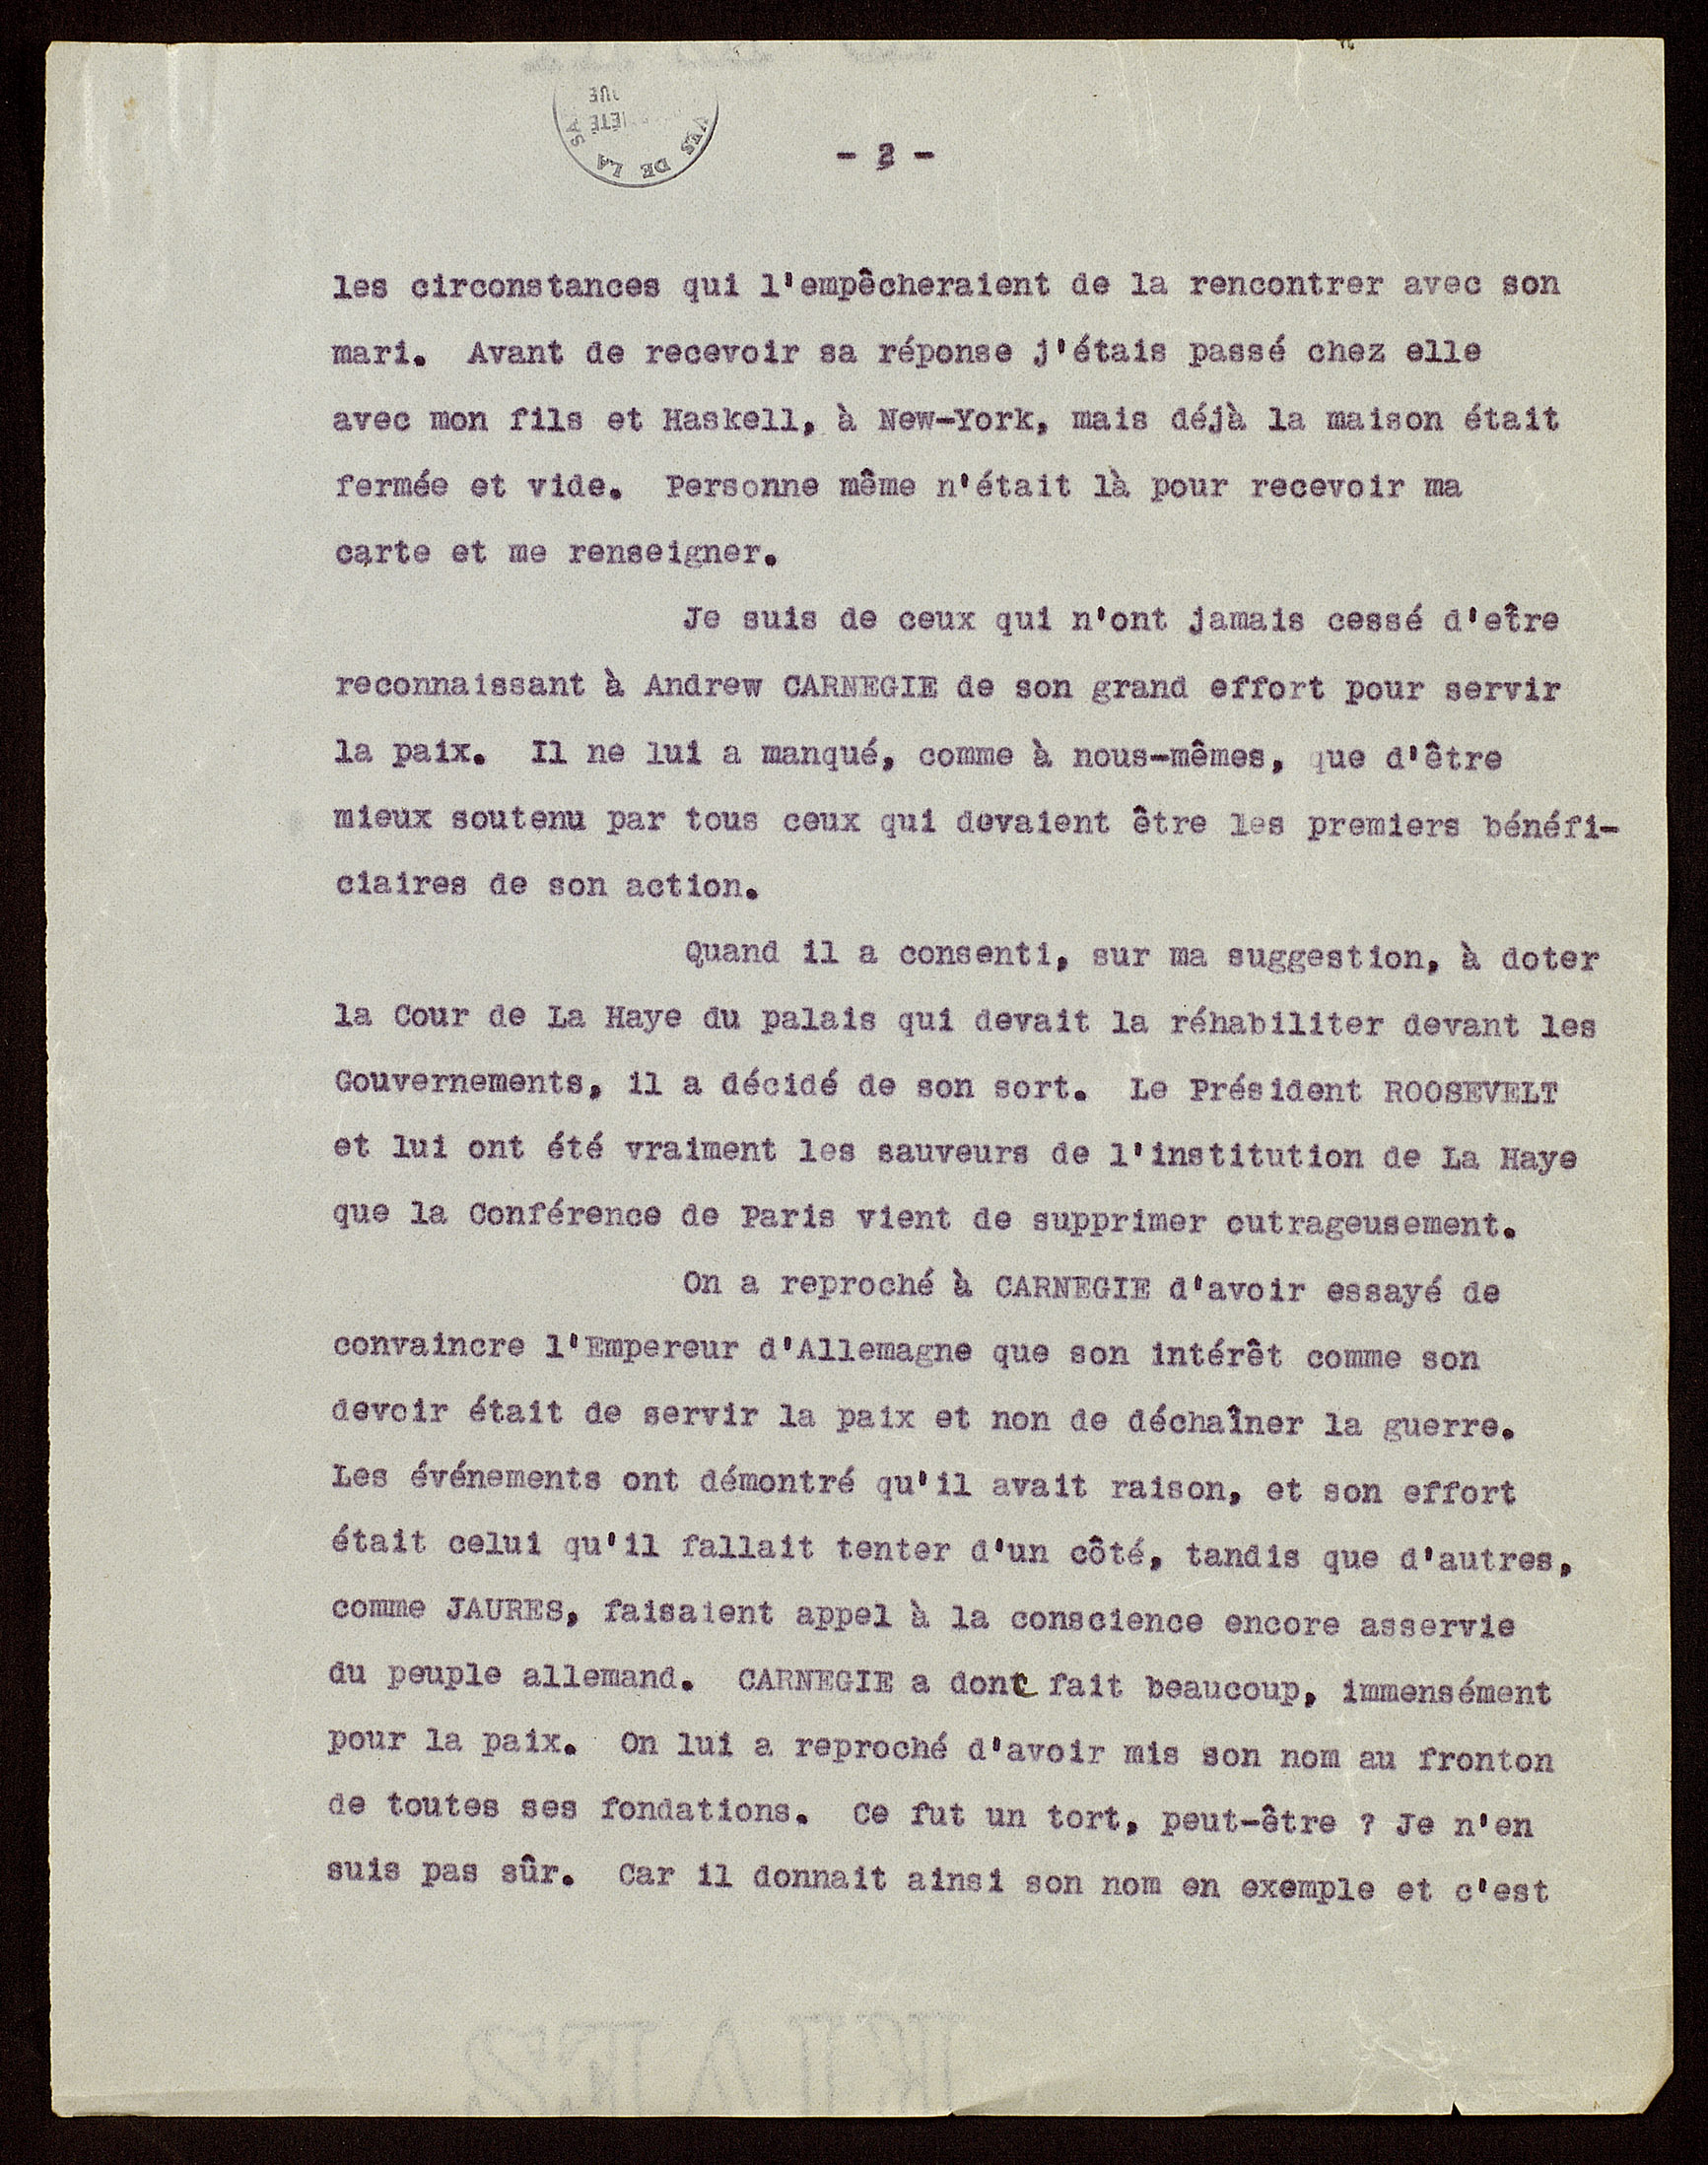 VES DE LA SA
IÉTÉ
QUE
- 2 -
les circonstances qui l'empêcheraient de la rencontrer avec son
mari. Avant de recevoir sa réponse j'étais passé chez elle
avec mon fils et Haskell, à New-York, mais déjà la maison était
fermée et vide. Personne même n'était là pour recevoir ma
carte et me renseigner.
Je suis de ceux qui n'ont jamais cessé d'etre
reconnaissant à Andrew CARNEGIE de son grand effort pour servir
la paix. Il ne lui a manqué, comme à nous-mêmes, que d'être
mieux soutenu par tous ceux qui devaient être les premiers bénéfi-
ciaires de son action.
Quand il a consenti, sur ma suggestion, à doter
la Cour de La Haye du palais qui devait la réhabiliter devant les
Gouvernements, il a décidé de son sort. Le Président ROOSEVELT
et lui ont été vraiment les sauveurs de l'institution de La Haye
que la Conférence de Paris vient de supprimer outrageusement.
On a reproché à CARNEGIE d'avoir essayé de
convaincre l'Empereur d'Allemagne que son intérêt comme son
devoir était de servir la paix et non de déchaîner la guerre.
Les événements ont démontré qu'il avait raison, et son effort
était celui qu'il fallait tenter d'un côté, tandis que d'autres,
comme JAURES, faisaient appel à la conscience encore asservie
du peuple allemand. CARNEGIE a donc fait beaucoup, immensément
pour la paix. On lui a reproché d'avoir mis son nom au fronton
de toutes ses fondations. Ce fut un tort, peut-être ? Je n'en
suis pas sûr. Car il donnait ainsi son nom en exemple et c'est